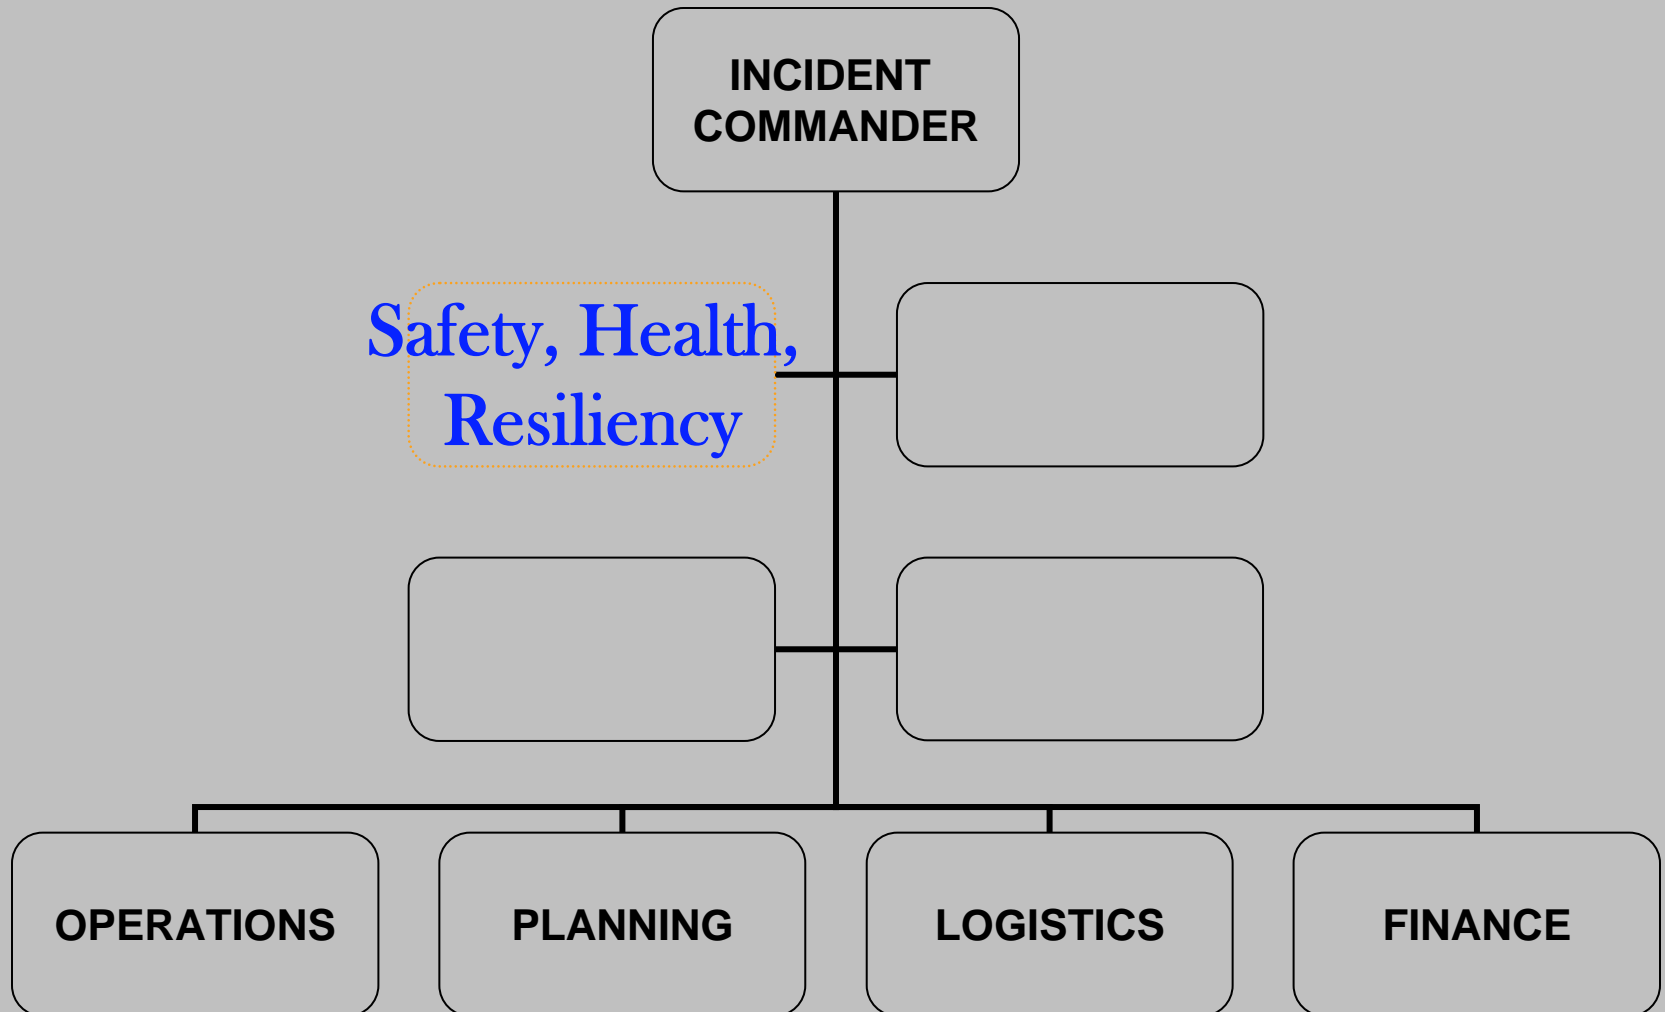 INCIDENT
COMMANDER
Safety, Health,
Resiliency
OPERATIONS
PLANNING
LOGISTICS
FINANCE